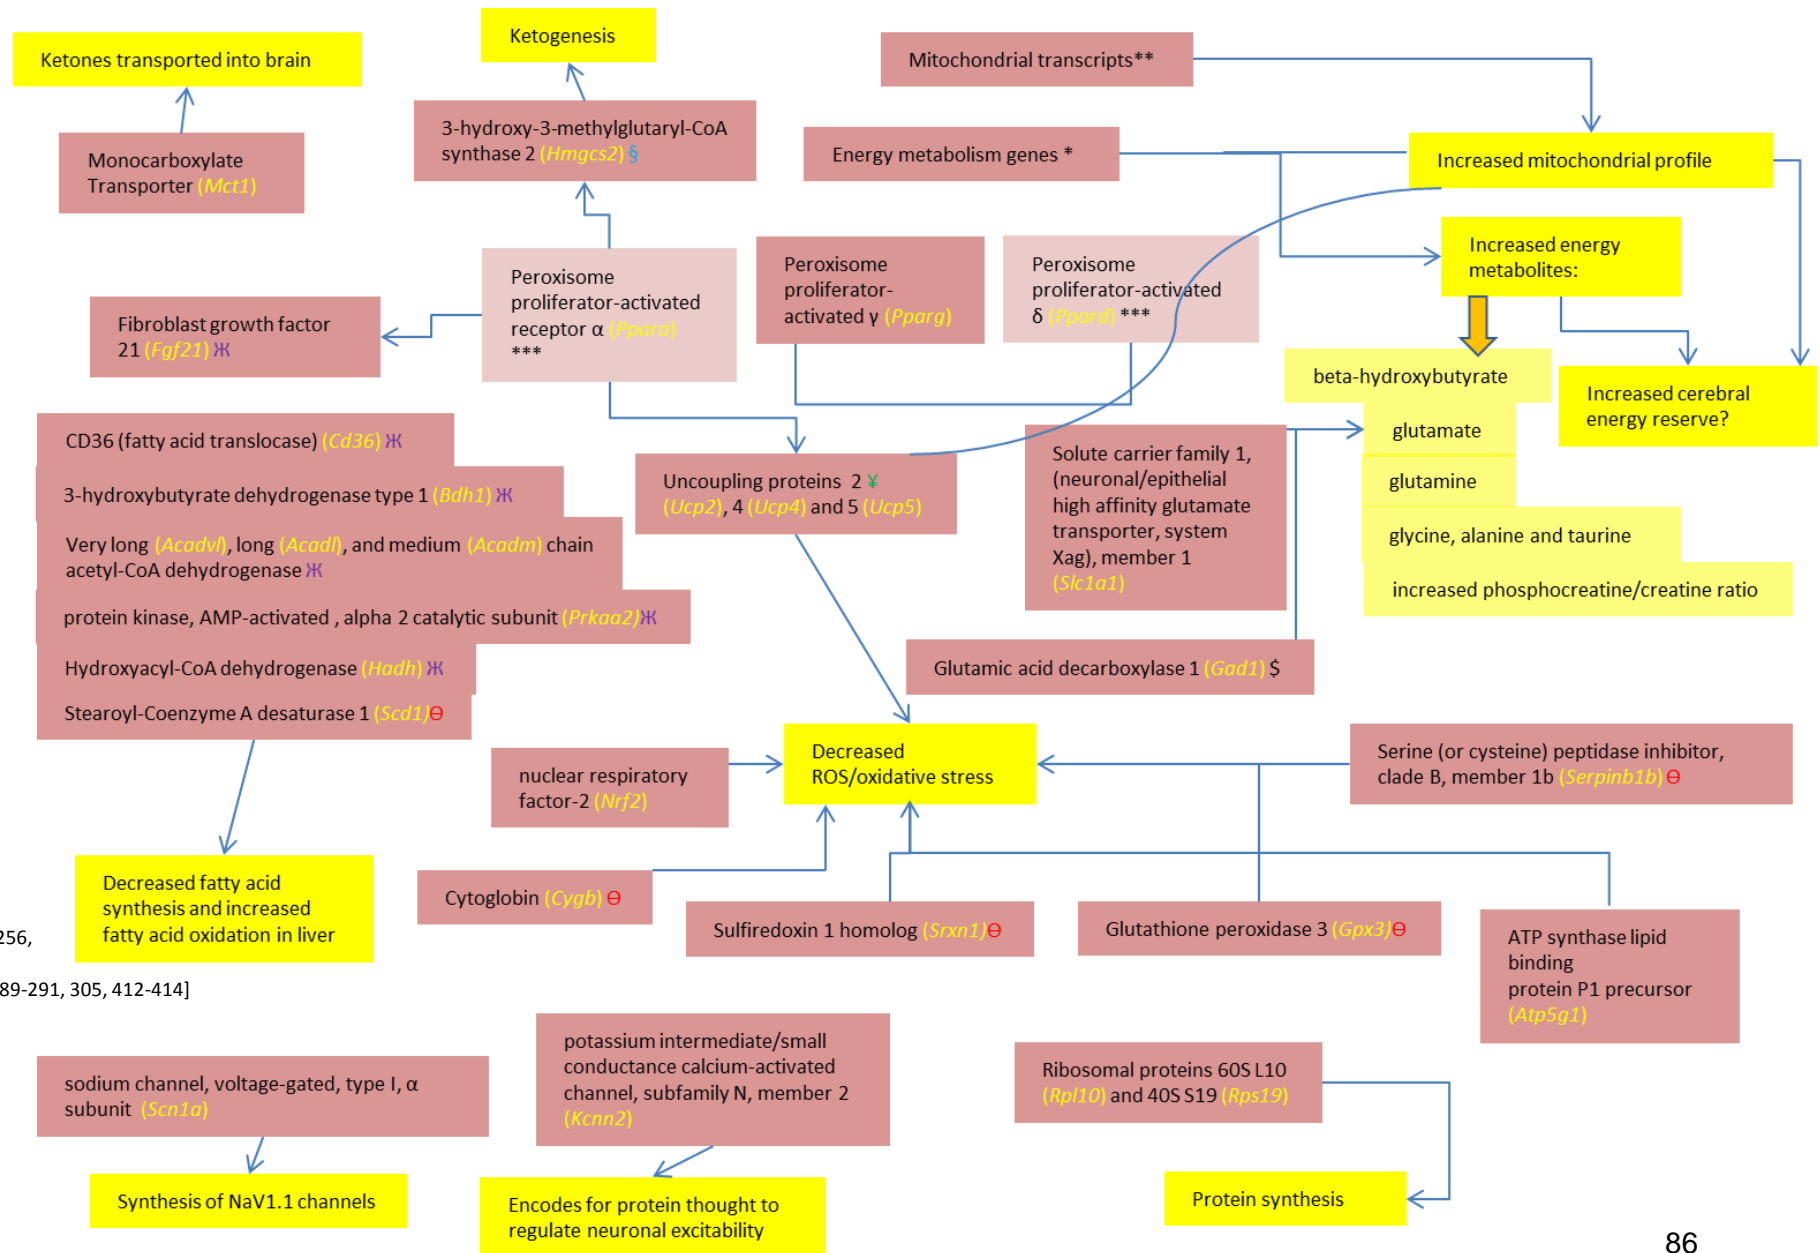 Ketones transported into brain
Ketogenesis
Mitochondrial transcripts**
Monocarboxylate
Transporter (Mct1)
3-hydroxy-3-methylglutaryl-CoA
synthase 2 (Hmgcs2) §
Energy metabolism genes *
Increased mitochondrial profile
Fibroblast growth factor
21 (Fgf21) Ж
Peroxisome
proliferator-activated
receptor α (Ppara)
***
Peroxisome
proliferator-
activated γ (Pparg)
Peroxisome
proliferator-activated
δ (Ppard) ***
Increased energy
metabolites:
beta-hydroxybutyrate
glutamate
glutamine
glycine, alanine and taurine
increased phosphocreatine/creatine ratio
Increased cerebral
energy reserve?
CD36 (fatty acid translocase) (Cd36) Ж
3-hydroxybutyrate dehydrogenase type 1 (Bdh1) Ж
Very long (Acadvl), long (Acadl), and medium (Acadm) chain
acetyl-CoA dehydrogenase Ж
protein kinase, AMP-activated , alpha 2 catalytic subunit (Prkaa2)Ж
Hydroxyacyl-CoA dehydrogenase (Hadh) Ж
Stearoyl-Coenzyme A desaturase 1 (Scd1)Ɵ
Uncoupling proteins 2 ¥
(Ucp2), 4 (Ucp4) and 5 (Ucp5)
Solute carrier family 1,
(neuronal/epithelial
high affinity glutamate
transporter, system
Xag), member 1
(Slc1a1)
Glutamic acid decarboxylase 1 (Gad1) $
nuclear respiratory
factor-2 (Nrf2)
Decreased
ROS/oxidative stress
Serine (or cysteine) peptidase inhibitor,
clade B, member 1b (Serpinb1b) Ɵ
Decreased fatty acid
synthesis and increased
fatty acid oxidation in liver
Cytoglobin (Cygb) Ɵ
Sulfiredoxin 1 homolog (Srxn1)Ɵ
Glutathione peroxidase 3 (Gpx3)Ɵ
ATP synthase lipid
binding
protein P1 precursor
(Atp5g1)
256,
89-291, 305, 412-414]
sodium channel, voltage-gated, type I, α
subunit (Scn1a)
Synthesis of NaV1.1 channels
potassium intermediate/small
conductance calcium-activated
channel, subfamily N, member 2
(Kcnn2)
Encodes for protein thought to
regulate neuronal excitability
Ribosomal proteins 60S L10
(Rpl10) and 40S S19 (Rps19)
Protein synthesis
86